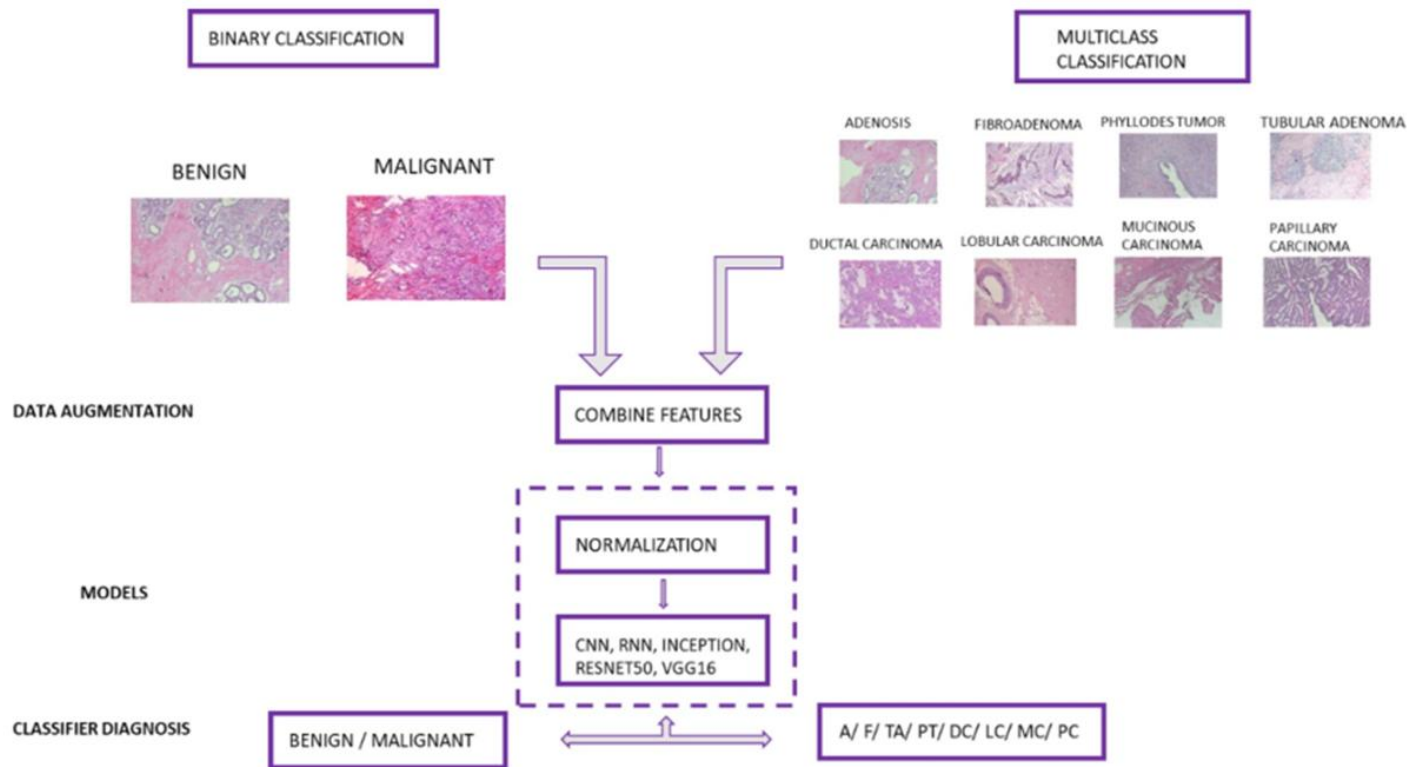 BINARY CLASSIFICATION
MULTICLASS
CLASSIFICATION
BENIGN
MALIGNANT
ADENOSIS
FIBROADENOMA
PHYLLODES TUMOR
TUBULAR ADENOMA
DUCTAL CARCINOMA
LOBULAR CARCINOMA
MUCINOUS
CARCINOMA
PAPILLARY
CARCINOMA
DATA AUGMENTATION
COMBINE FEATURES
NORMALIZATION
MODELS
CNN, RNN, INCEPTION,
RESNET50, VGG16
CLASSIFIER DIAGNOSIS
BENIGN / MALIGNANT
A/ F/ TA/ PT/ DC/ LC/ MC/ PC